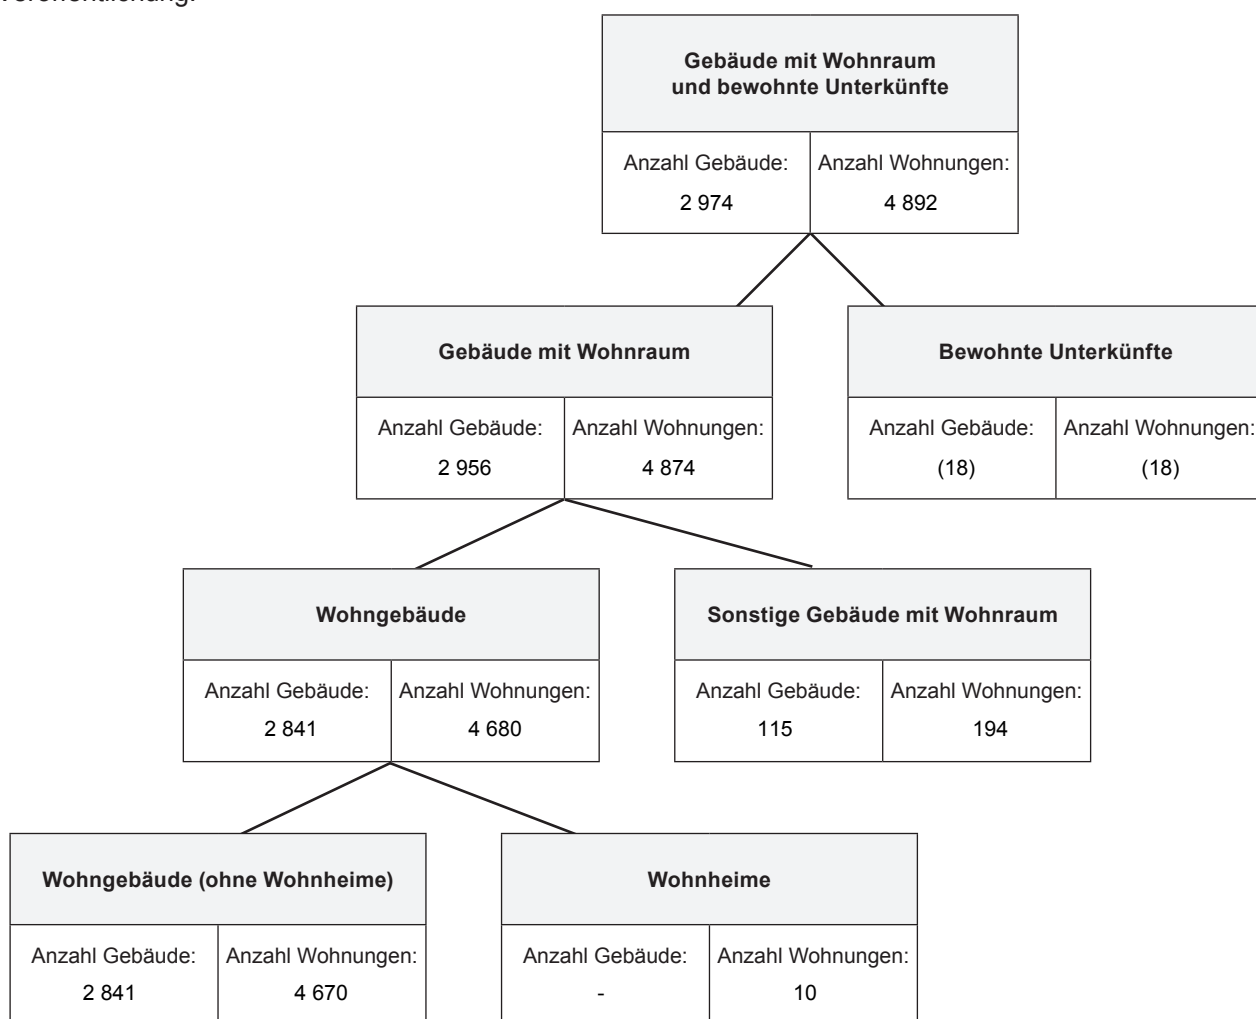 Veröffentlichung.
Gebäude mit Wohnraum
und bewohnte Unterkünfte
Anzahl Gebäude: Anzahl Wohnungen:
2 974 4 892
Gebäude mit Wohnraum Bewohnte Unterkünfte
Anzahl Gebäude: Anzahl Wohnungen: Anzahl Gebäude: Anzahl Wohnungen:
2 956 4 874 (18) (18)
Wohngebäude Sonstige Gebäude mit Wohnraum
Anzahl Gebäude: Anzahl Wohnungen: Anzahl Gebäude: Anzahl Wohnungen:
2 841 4 680 115 194
Wohngebäude (ohne Wohnheime) Wohnheime
Anzahl Gebäude: Anzahl Wohnungen: Anzahl Gebäude: Anzahl Wohnungen:
2 841 4 670 - 10